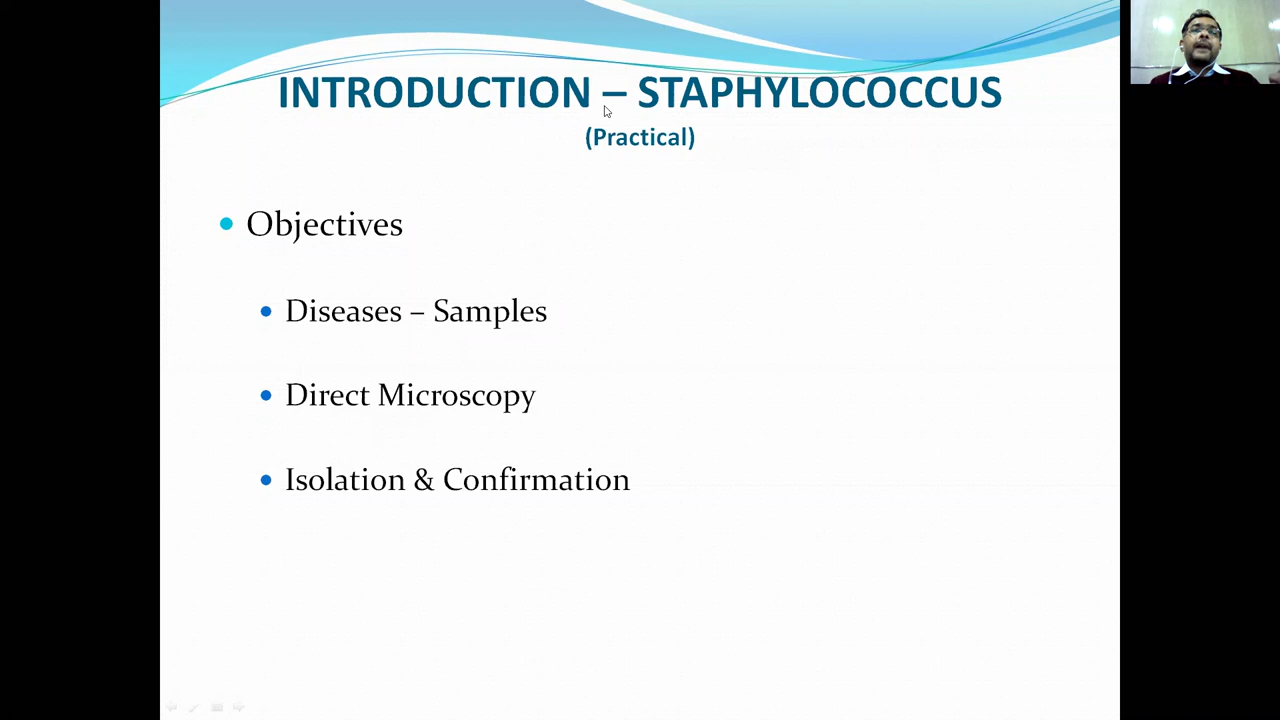 INTRODUCTION – STAPHYLOCOCCUS
(Practical)
Objectives
Diseases – Samples
Direct Microscopy
Isolation & Confirmation